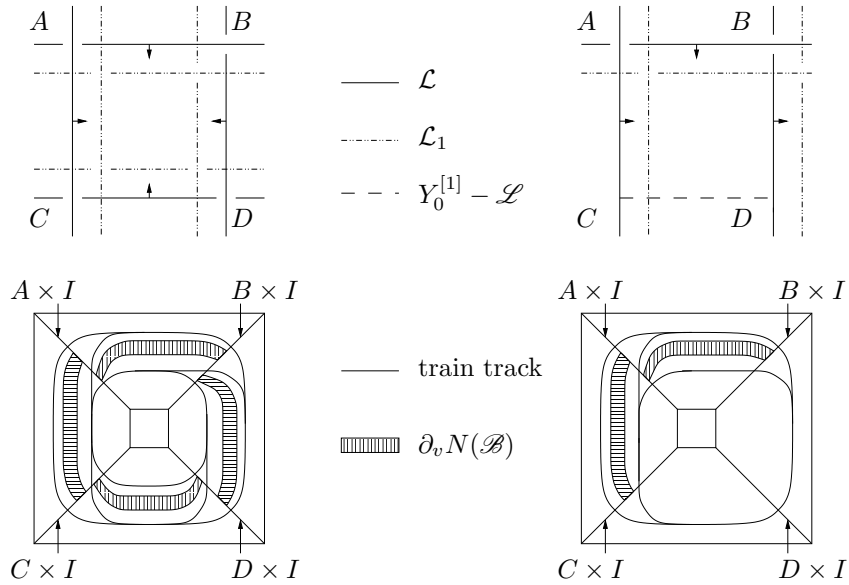 A B
C D
ℒ
ℒ₁
Y₀^[1] − ℒ
A B
C D
A × I B × I
C × I D × I
train track
∂ᵥN(ℬ)
A × I B × I
C × I D × I